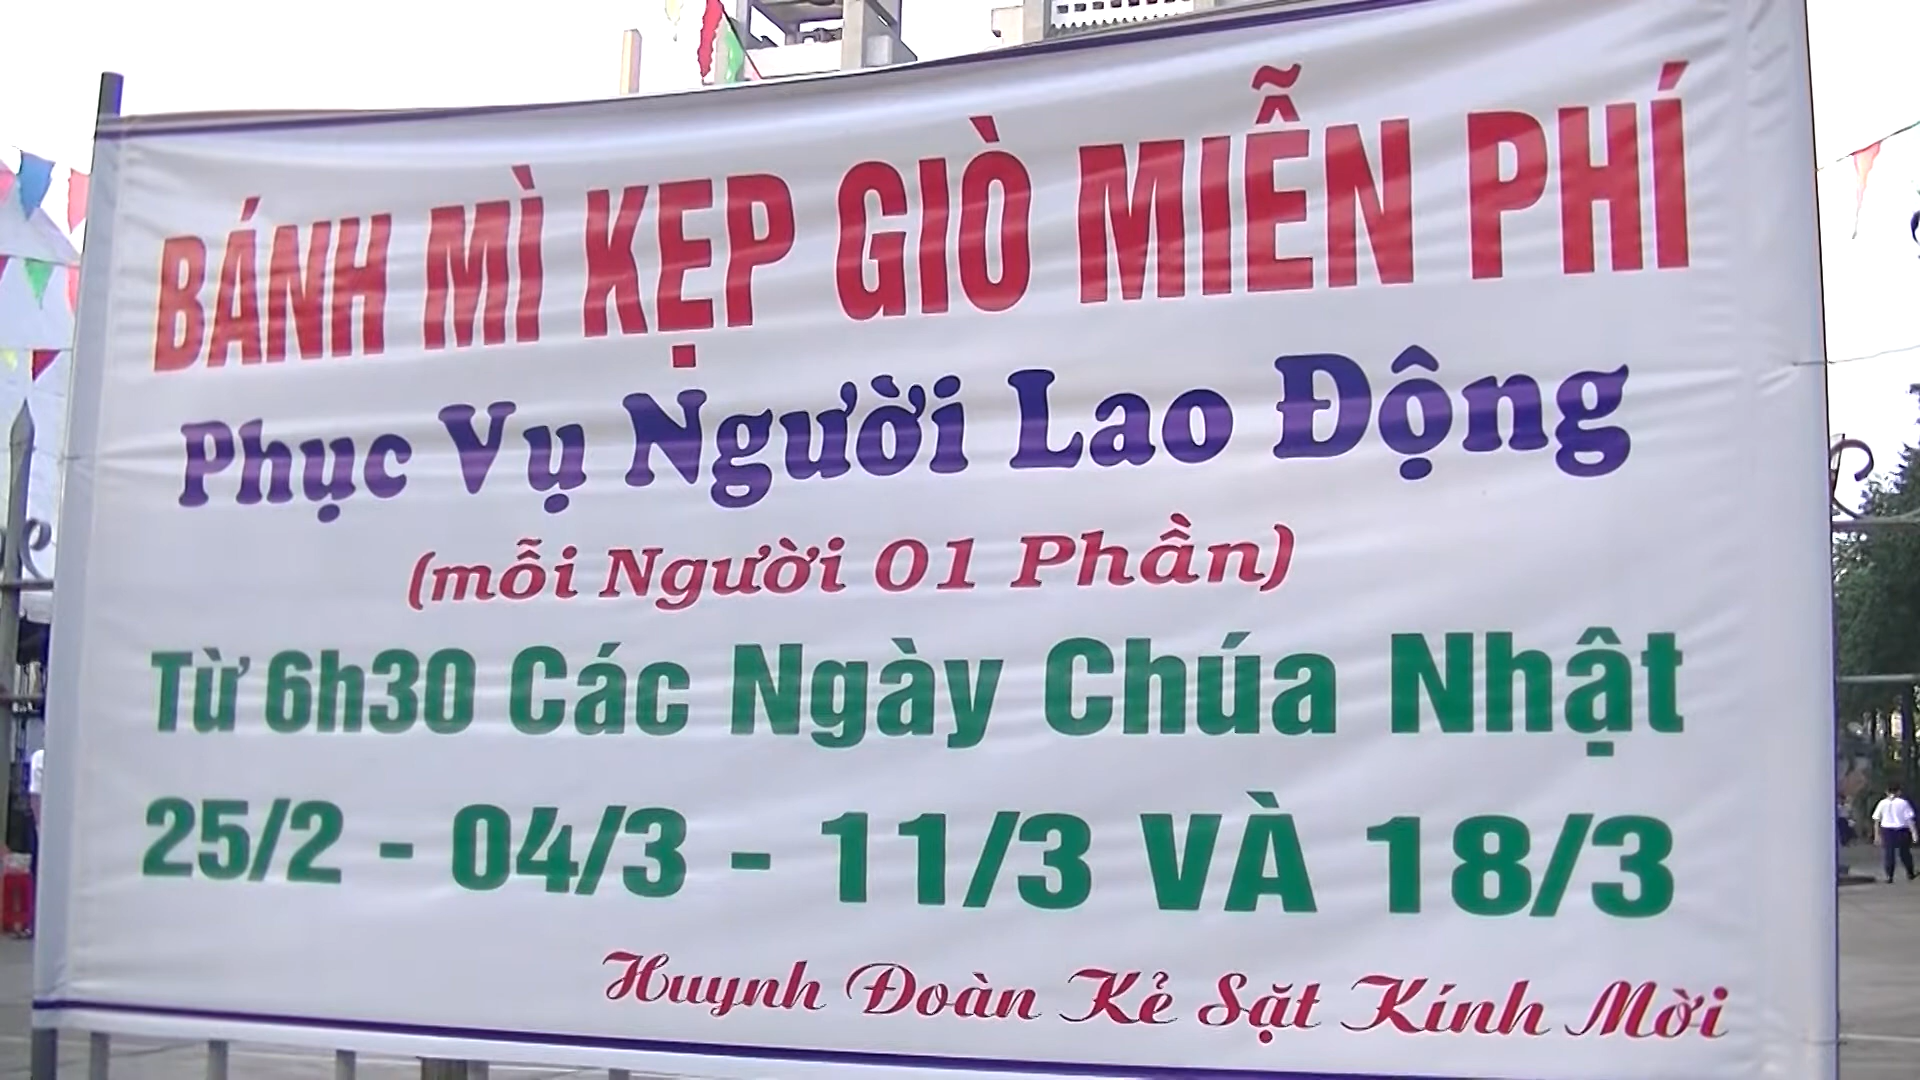 BÁNH MÌ KẸP GIÒ MIỄN PHÍ
Phục Vụ Người Lao Động
(mỗi Người 01 Phần)
Từ 6h30 Các Ngày Chúa Nhật
25/2 - 04/3 - 11/3 VÀ 18/3
Huynh Đoàn Kẻ Sặt Kính Mời